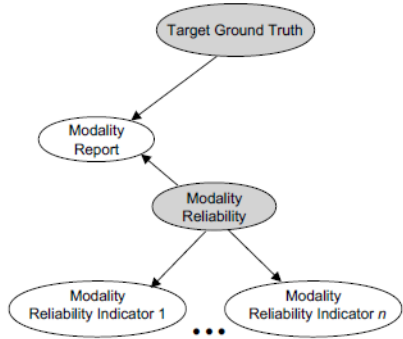 Target Ground Truth
Modality
Report
Modality
Reliability
Modality
Reliability Indicator 1
Modality
Reliability Indicator n